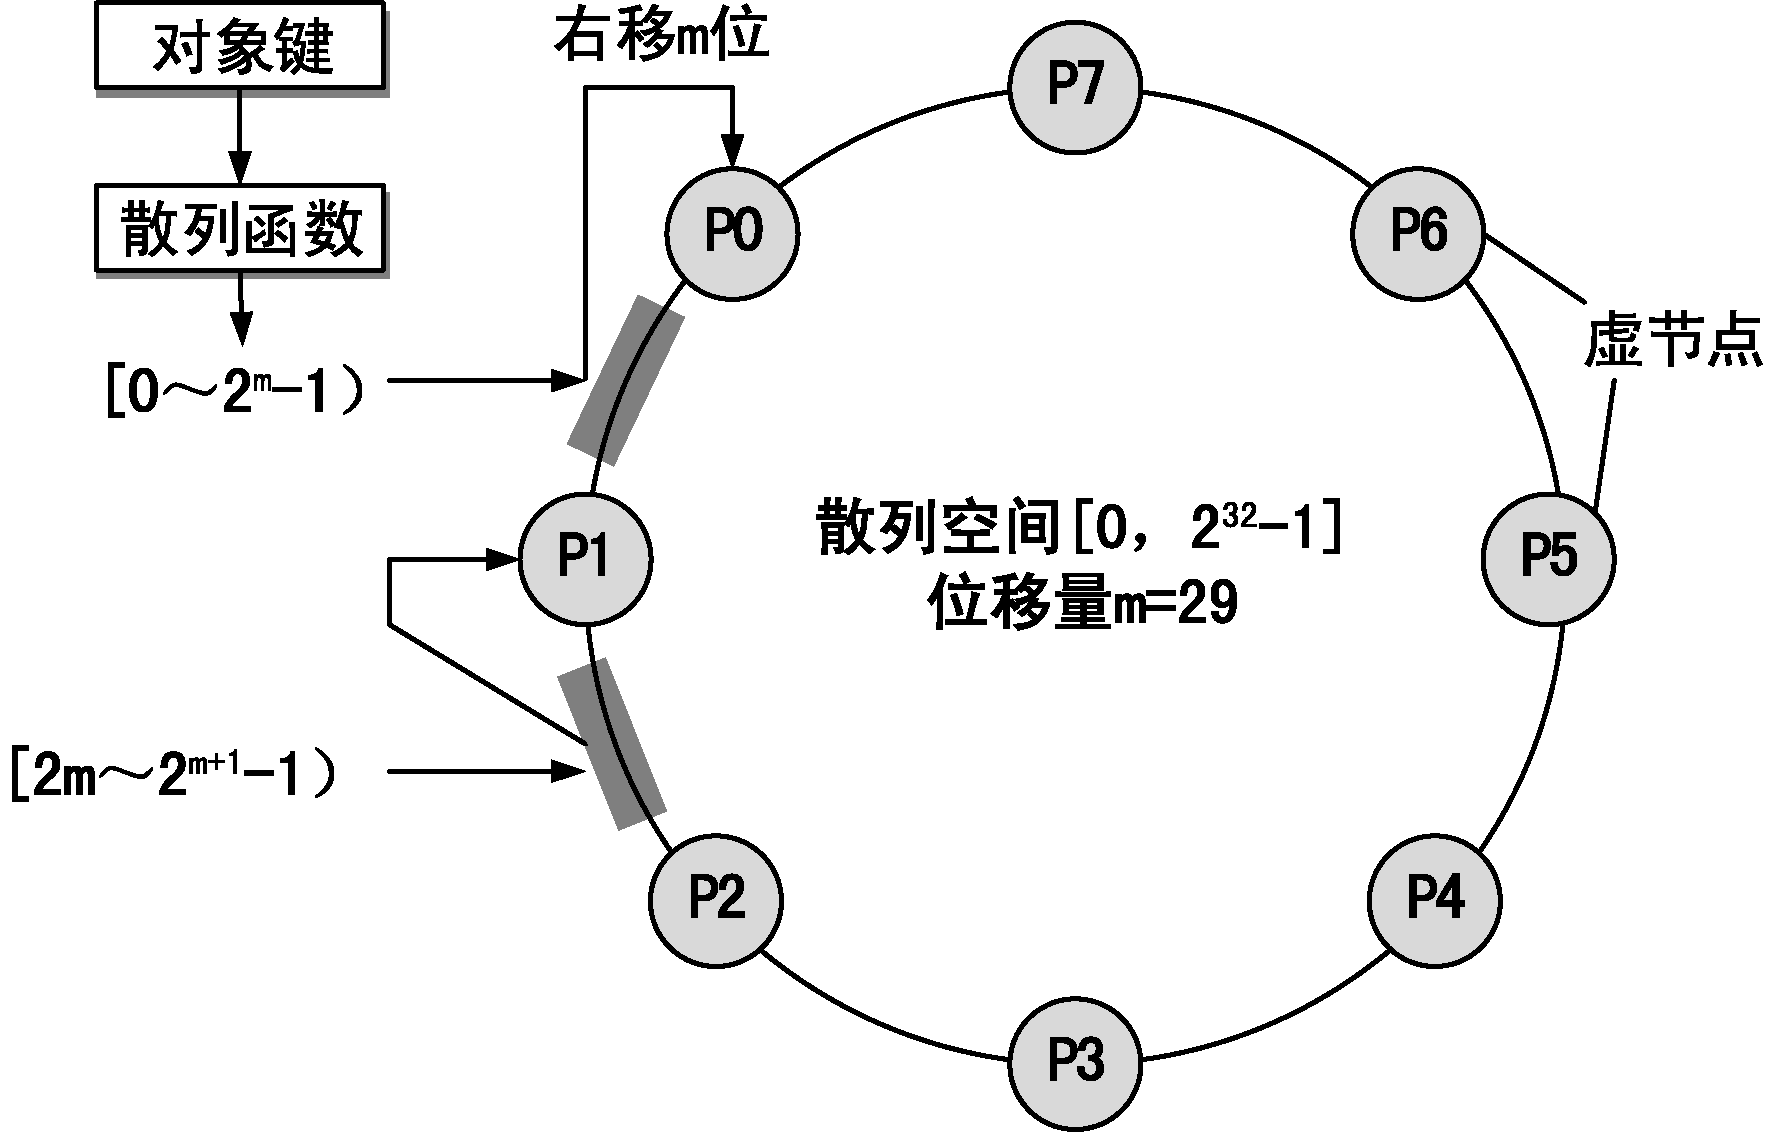 对象键
散列函数
[0～2ᵐ-1）
右移m位
P7
P0
P6
虚节点
P1
散列空间[0，2³²-1]
位移量m=29
P5
[2m～2ᵐ⁺¹-1）
P2
P4
P3